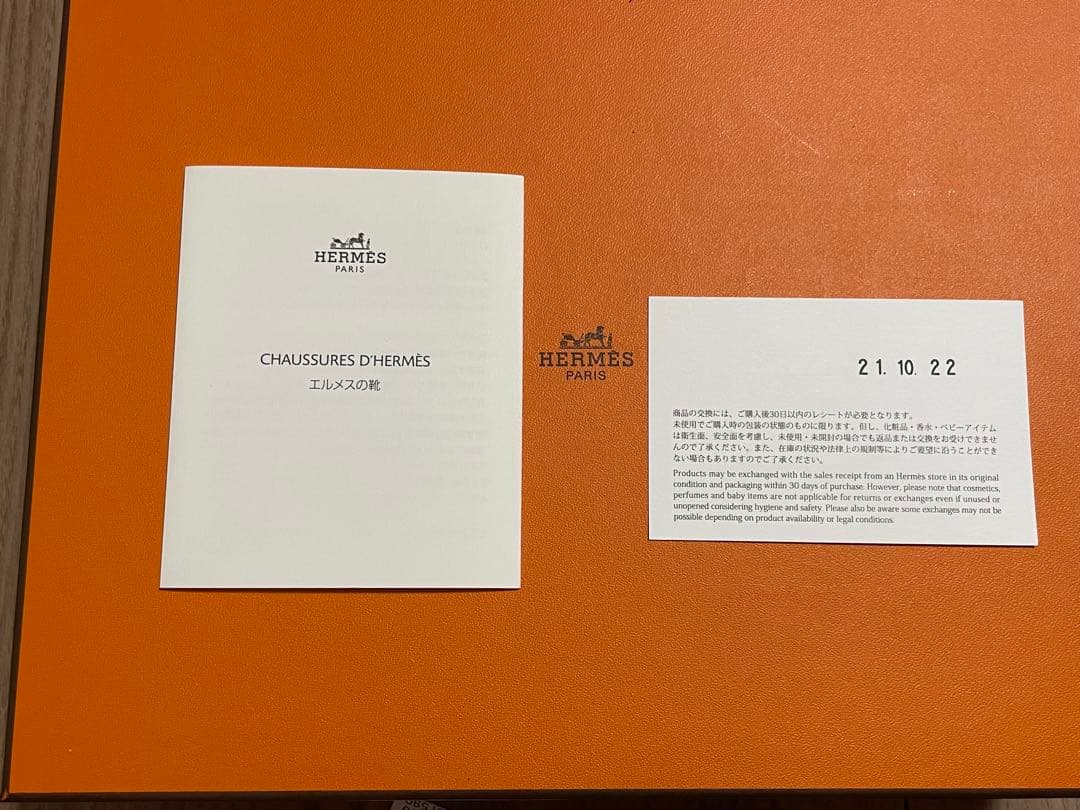 HERMÈS
PARIS
CHAUSSURES D'HERMÈS
エルメスの靴
HERMÈS
PARIS
21. 10. 22
商品の交換には、ご購入後30日以内のレシートが必要となります。
未使用でご購入時の包装の状態のものに限ります。但し、化粧品・香水・ベビーアイテム
は衛生面、安全面を考慮し、未使用・未開封の場合でも返品または交換をお受けできませ
んので了承ください。また、在庫の状況や法律上の規制等によりご要望に沿うことができ
ない場合もありますのでご了承ください。
Products may be exchanged with the sales receipt from an Hermès store in its original
condition and packaging within 30 days of purchase. However, please note that cosmetics,
perfumes and baby items are not applicable for returns or exchanges even if unused or
unopened considering hygiene and safety. Please also be aware some exchanges may not be
possible depending on product availability or legal conditions.